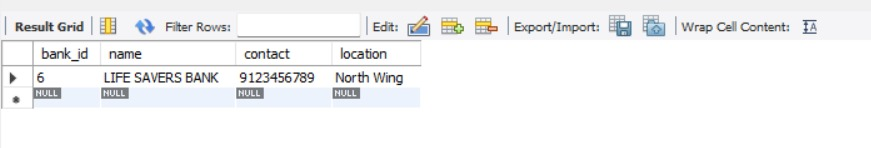 Result Grid Filter Rows: Edit: Export/Import: Wrap Cell Content: IA
bank_id name contact location
6 LIFE SAVERS BANK 9123456789 North Wing
NULL NULL NULL NULL